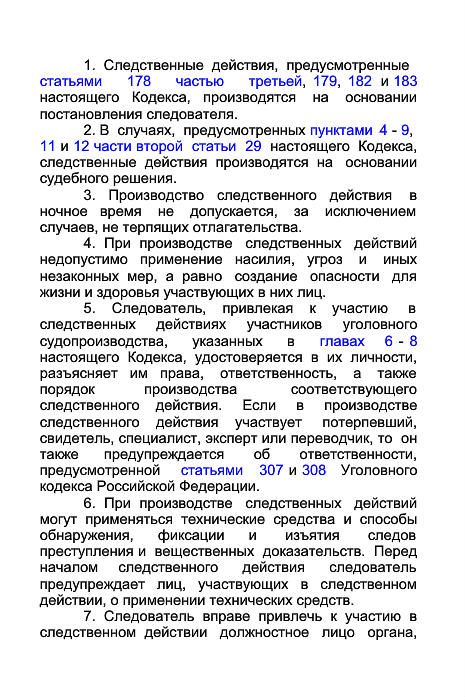 1. Следственные действия, предусмотренные
статьями 178 частью третьей, 179, 182 и 183
настоящего Кодекса, производятся на основании
постановления следователя.
2. В случаях, предусмотренных пунктами 4 - 9,
11 и 12 части второй статьи 29 настоящего Кодекса,
следственные действия производятся на основании
судебного решения.
3. Производство следственного действия в
ночное время не допускается, за исключением
случаев, не терпящих отлагательства.
4. При производстве следственных действий
недопустимо применение насилия, угроз и иных
незаконных мер, а равно создание опасности для
жизни и здоровья участвующих в них лиц.
5. Следователь, привлекая к участию в
следственных действиях участников уголовного
судопроизводства, указанных в главах 6 - 8
настоящего Кодекса, удостоверяется в их личности,
разъясняет им права, ответственность, а также
порядок производства соответствующего
следственного действия. Если в производстве
следственного действия участвует потерпевший,
свидетель, специалист, эксперт или переводчик, то он
также предупреждается об ответственности,
предусмотренной статьями 307 и 308 Уголовного
кодекса Российской Федерации.
6. При производстве следственных действий
могут применяться технические средства и способы
обнаружения, фиксации и изъятия следов
преступления и вещественных доказательств. Перед
началом следственного действия следователь
предупреждает лиц, участвующих в следственном
действии, о применении технических средств.
7. Следователь вправе привлечь к участию в
следственном действии должностное лицо органа,